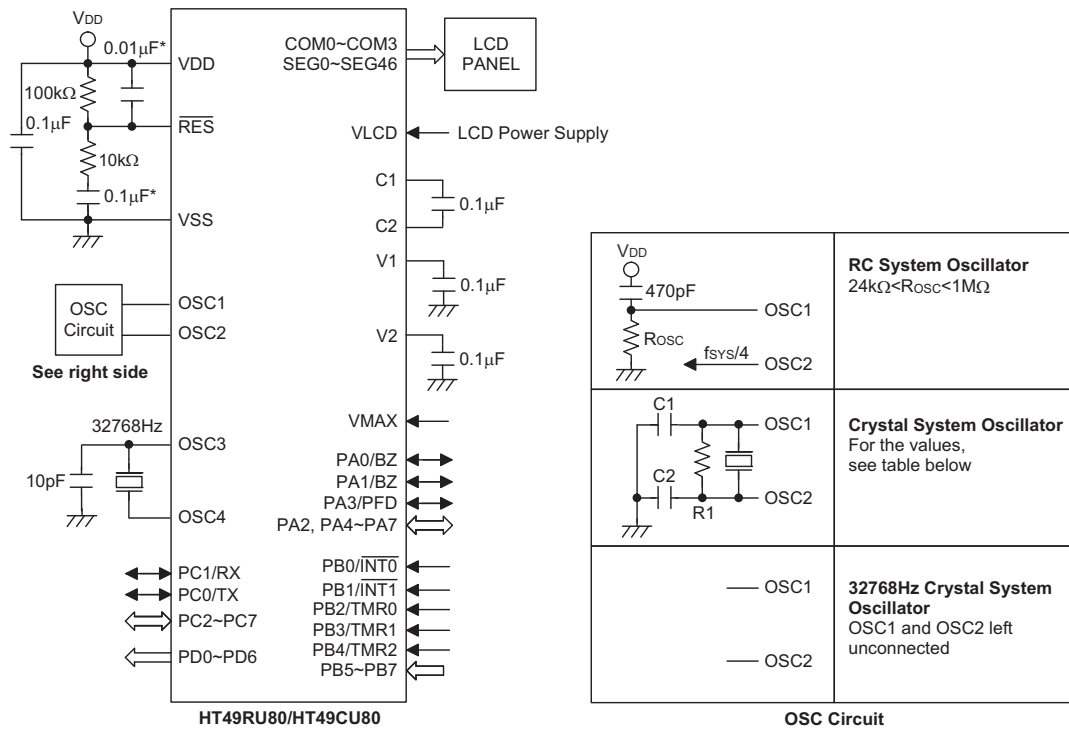 VDD
0.01μF*
VDD
100kΩ
0.1μF
RES
10kΩ
0.1μF*
VSS
OSC
Circuit
OSC1
OSC2
See right side
32768Hz
OSC3
10pF
OSC4
PC1/RX
PC0/TX
PC2~PC7
PD0~PD6
COM0~COM3
SEG0~SEG46
LCD
PANEL
VLCD
LCD Power Supply
C1
0.1μF
C2
V1
0.1μF
V2
0.1μF
VMAX
PA0/BZ
PA1/BZ
PA3/PFD
PA2, PA4~PA7
PB0/INT0
PB1/INT1
PB2/TMR0
PB3/TMR1
PB4/TMR2
PB5~PB7
HT49RU80/HT49CU80
VDD
470pF
OSC1
ROSC
fSYS/4
OSC2
RC System Oscillator
24kΩ<ROSC<1MΩ
C1
OSC1
C2
OSC2
R1
Crystal System Oscillator
For the values,
see table below
OSC1
OSC2
32768Hz Crystal System
Oscillator
OSC1 and OSC2 left
unconnected
OSC Circuit